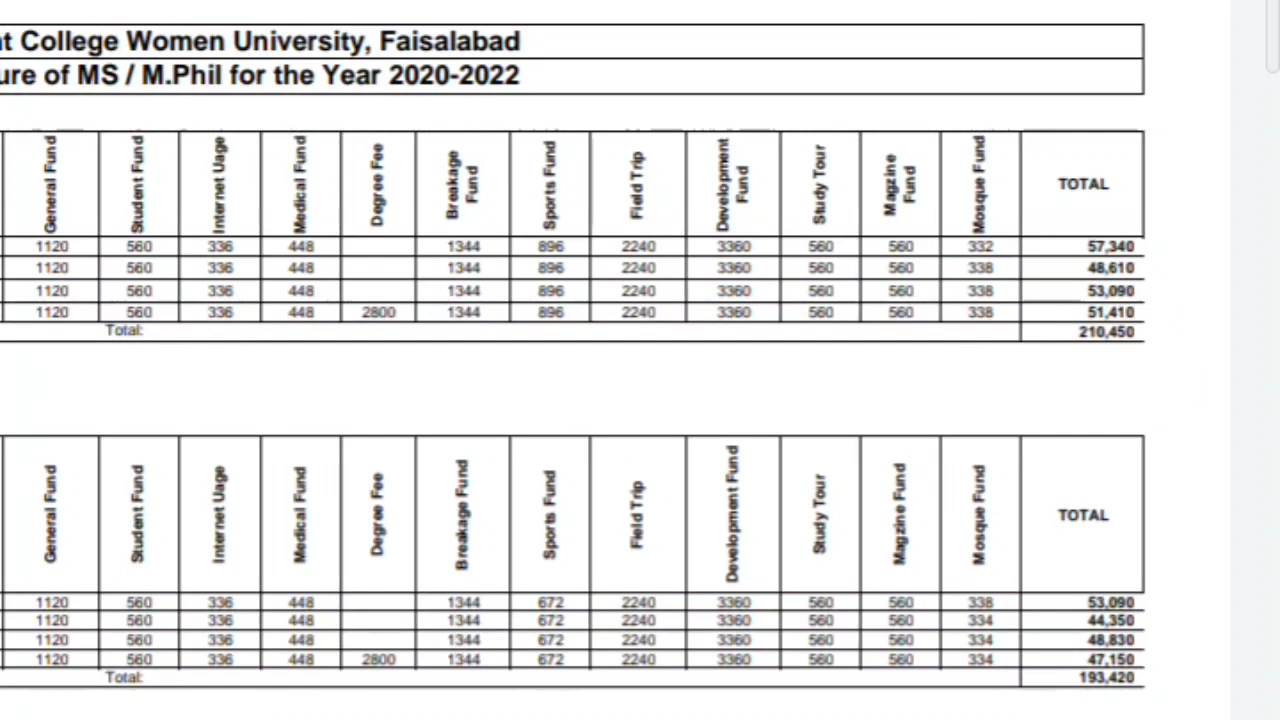 t College Women University, Faisalabad
ure of MS / M.Phil for the Year 2020-2022
General Fund Student Fund Internet Uage Medical Fund Degree Fee Breakage Fund Sports Fund Field Trip Development Fund Study Tour Magzine Fund Mosque Fund TOTAL
1120 560 336 448 1344 896 2240 3360 560 560 332 57,340
1120 560 336 448 1344 896 2240 3360 560 560 338 48,610
1120 560 336 448 1344 896 2240 3360 560 560 338 53,090
1120 560 336 448 2800 1344 896 2240 3360 560 560 338 51,410
Total: 210,450
General Fund Student Fund Internet Uage Medical Fund Degree Fee Breakage Fund Sports Fund Field Trip Development Fund Study Tour Magzine Fund Mosque Fund TOTAL
1120 560 336 448 1344 672 2240 3360 560 560 338 53,090
1120 560 336 448 1344 672 2240 3360 560 560 334 44,350
1120 560 336 448 1344 672 2240 3360 560 560 334 48,830
1120 560 336 448 2800 1344 672 2240 3360 560 560 334 47,150
Total: 193,420